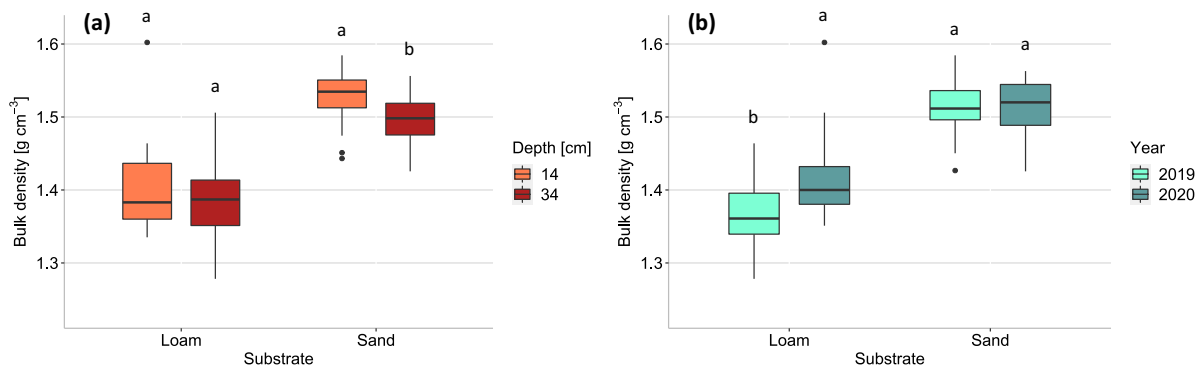 (a)
a
a
a
b
1.6
1.5
1.4
1.3
Bulk density [g cm⁻³]
Loam
Sand
Substrate
Depth [cm]
14
34
(b)
a
a
a
b
1.6
1.5
1.4
1.3
Bulk density [g cm⁻³]
Loam
Sand
Substrate
Year
2019
2020